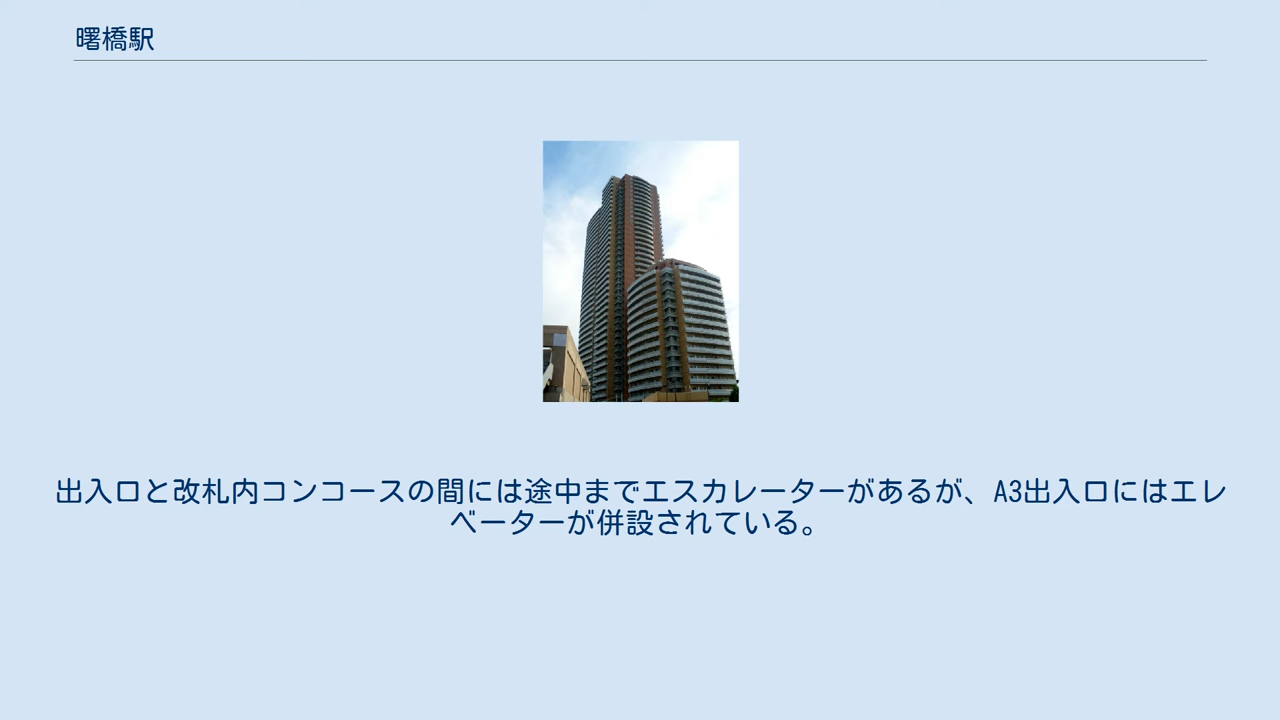 曙橋駅
出入口と改札内コンコースの間には途中までエスカレーターがあるが、A3出入口にはエレ
ベーターが併設されている。